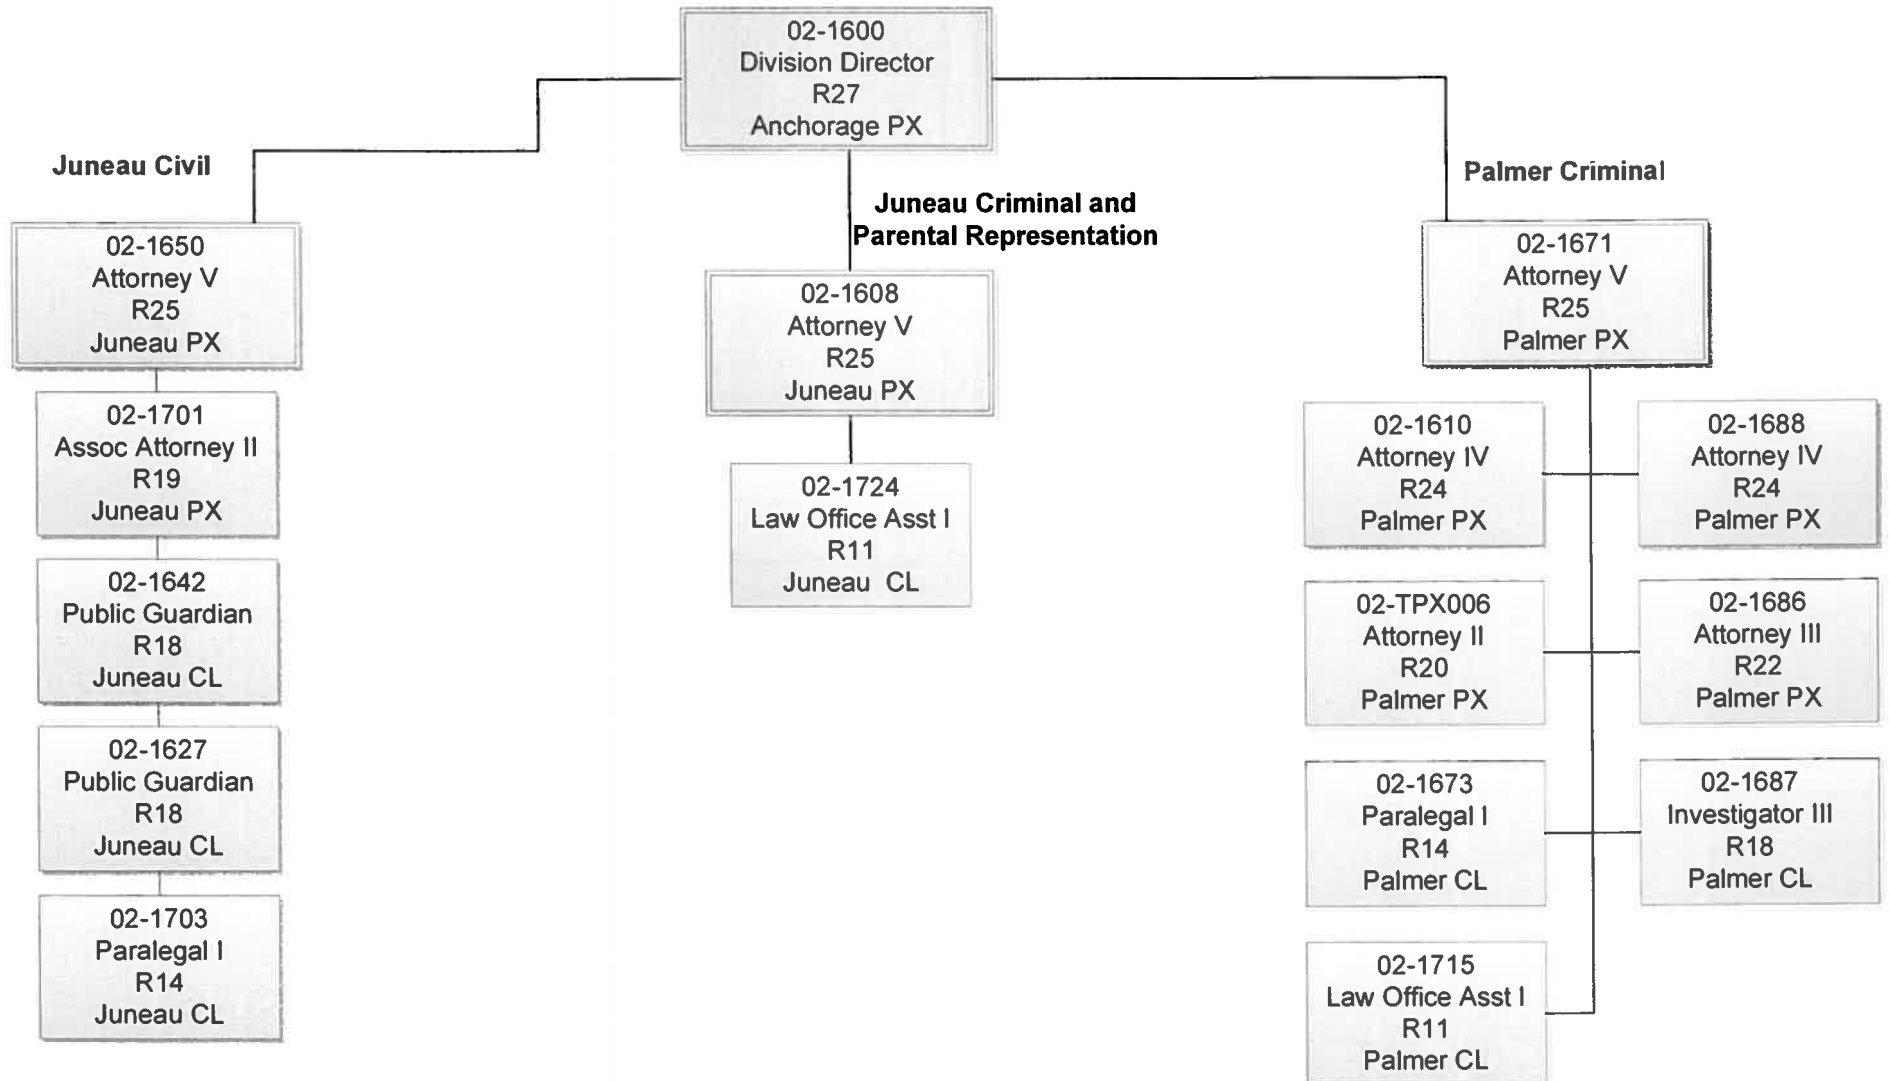 02-1600
Division Director
R27
Anchorage PX
Juneau Civil
02-1650
Attorney V
R25
Juneau PX
02-1701
Assoc Attorney II
R19
Juneau PX
02-1642
Public Guardian
R18
Juneau CL
02-1627
Public Guardian
R18
Juneau CL
02-1703
Paralegal I
R14
Juneau CL
Juneau Criminal and
Parental Representation
02-1608
Attorney V
R25
Juneau PX
02-1724
Law Office Asst I
R11
Juneau CL
Palmer Criminal
02-1671
Attorney V
R25
Palmer PX
02-1610
Attorney IV
R24
Palmer PX
02-1688
Attorney IV
R24
Palmer PX
02-TPX006
Attorney II
R20
Palmer PX
02-1686
Attorney III
R22
Palmer PX
02-1673
Paralegal I
R14
Palmer CL
02-1687
Investigator III
R18
Palmer CL
02-1715
Law Office Asst I
R11
Palmer CL